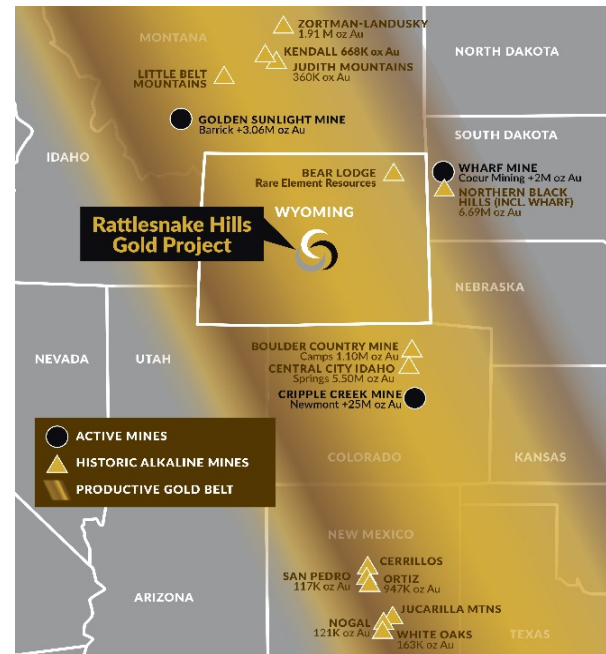 ZORTMAN-LANDUSKY
1.91 M oz Au
MONTANA
KENDALL 668K ox Au
JUDITH MOUNTAINS
360K ox Au
NORTH DAKOTA
LITTLE BELT
MOUNTAINS
GOLDEN SUNLIGHT MINE
Barrick +3.06M oz Au
SOUTH DAKOTA
IDAHO
BEAR LODGE
Rare Element Resources
WHARF MINE
Coeur Mining +2M oz Au
NORTHERN BLACK
HILLS (INCL. WHARF)
6.69M oz Au
WYOMING
Rattlesnake Hills
Gold Project
NEBRASKA
NEVADA
UTAH
BOULDER COUNTRY MINE
Camps 1.10M oz Au
CENTRAL CITY IDAHO
Springs 5.50M oz Au
CRIPPLE CREEK MINE
Newmont +25M oz Au
ACTIVE MINES
HISTORIC ALKALINE MINES
PRODUCTIVE GOLD BELT
COLORADO
KANSAS
NEW MEXICO
CERRILLOS
SAN PEDRO
117K oz Au
ORTIZ
947K oz Au
ARIZONA
JUCARILLA MTNS
NOGAL
121K oz Au
WHITE OAKS
163K oz Au
TEXAS